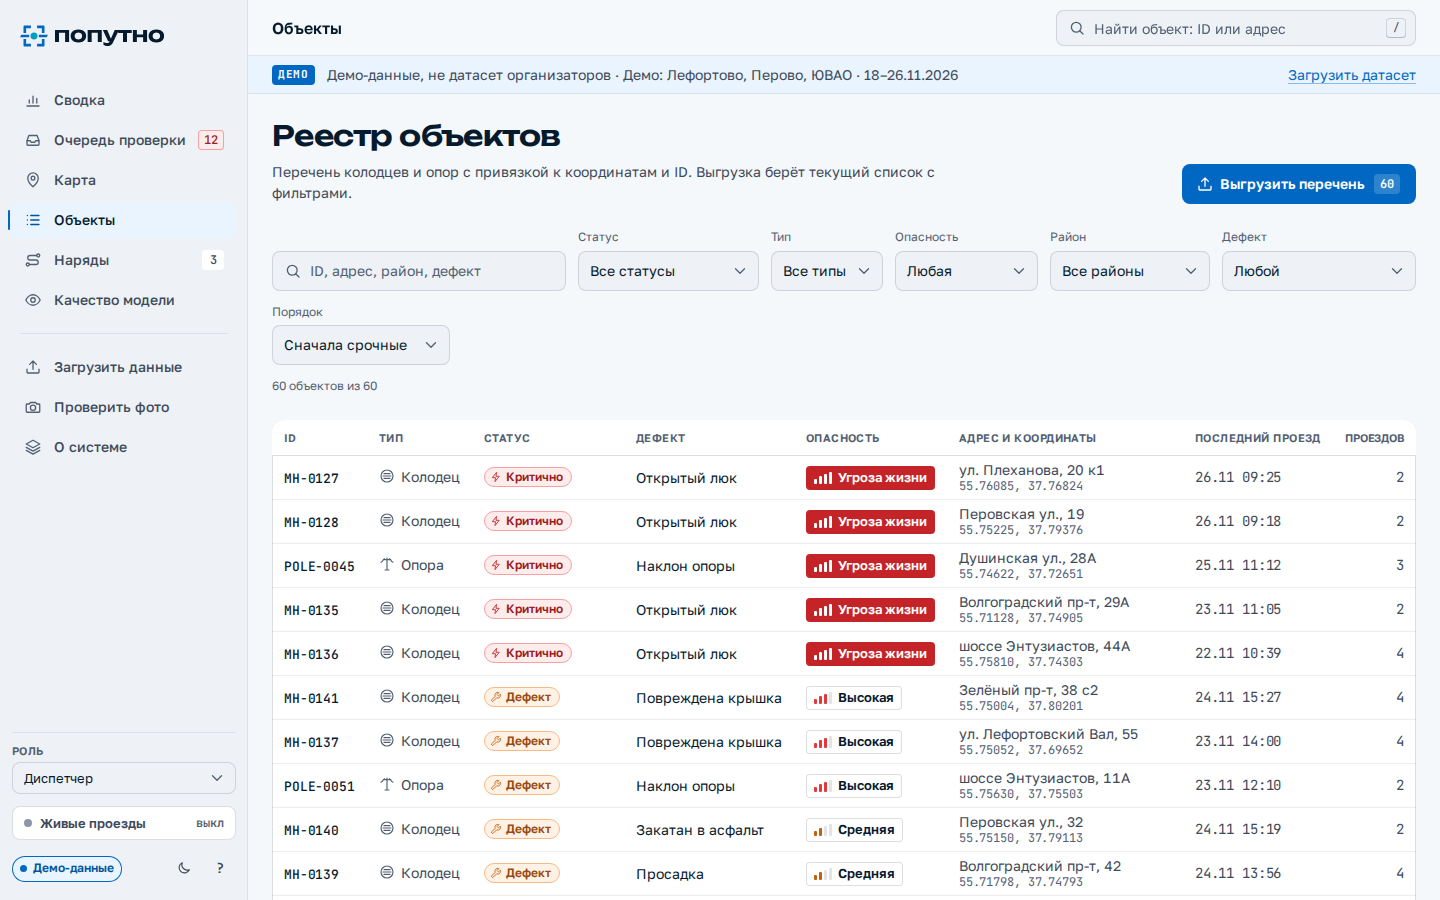 попутно
Объекты
Найти объект: ID или адрес
/
ДЕМО
Демо-данные, не датасет организаторов · Демо: Лефортово, Перово, ЮВАО · 18–26.11.2026
Загрузить датасет
Сводка
Очередь проверки
12
Карта
Объекты
Наряды
3
Качество модели
Загрузить данные
Проверить фото
О системе
РОЛЬ
Диспетчер
Живые проезды
выкл
Демо-данные
?
Реестр объектов
Перечень колодцев и опор с привязкой к координатам и ID. Выгрузка берёт текущий список с
фильтрами.
Выгрузить перечень 60
ID, адрес, район, дефект
Статус
Все статусы
Тип
Все типы
Опасность
Любая
Район
Все районы
Дефект
Любой
Порядок
Сначала срочные
60 объектов из 60
ID ТИП СТАТУС ДЕФЕКТ ОПАСНОСТЬ АДРЕС И КООРДИНАТЫ ПОСЛЕДНИЙ ПРОЕЗД ПРОЕЗДОВ
MH-0127 Колодец Критично Открытый люк Угроза жизни ул. Плеханова, 20 к1 26.11 09:25 2
55.76085, 37.76824
MH-0128 Колодец Критично Открытый люк Угроза жизни Перовская ул., 19 26.11 09:18 2
55.75225, 37.79376
POLE-0045 Опора Критично Наклон опоры Угроза жизни Душинская ул., 28А 25.11 11:12 3
55.74622, 37.72651
MH-0135 Колодец Критично Открытый люк Угроза жизни Волгоградский пр-т, 29А 23.11 11:05 2
55.71128, 37.74905
MH-0136 Колодец Критично Открытый люк Угроза жизни шоссе Энтузиастов, 44А 22.11 10:39 4
55.75810, 37.74303
MH-0141 Колодец Дефект Повреждена крышка Высокая Зелёный пр-т, 38 с2 24.11 15:27 4
55.75004, 37.80201
MH-0137 Колодец Дефект Повреждена крышка Высокая ул. Лефортовский Вал, 55 23.11 14:00 4
55.75052, 37.69652
POLE-0051 Опора Дефект Наклон опоры Высокая шоссе Энтузиастов, 11А 23.11 12:10 2
55.75630, 37.75503
MH-0140 Колодец Дефект Закатан в асфальт Средняя Перовская ул., 32 24.11 15:19 2
55.75150, 37.79113
MH-0139 Колодец Дефект Просадка Средняя Волгоградский пр-т, 42 24.11 13:56 4
55.71798, 37.74793